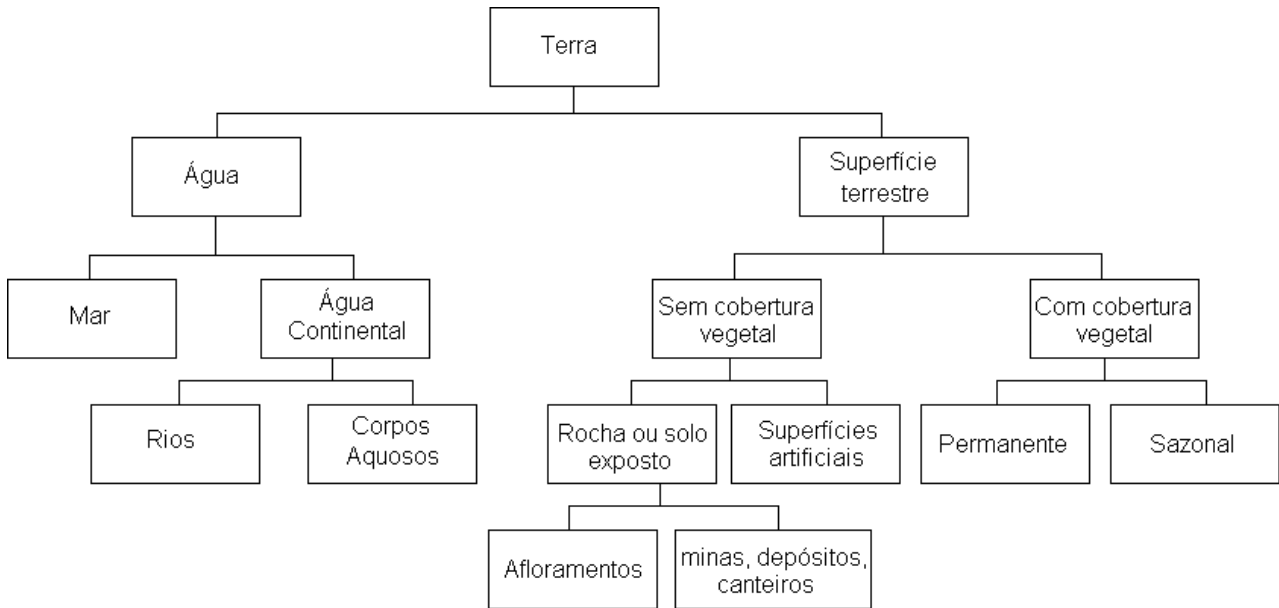 Terra
Água
Superfície
terrestre
Mar
Água
Continental
Sem cobertura
vegetal
Com cobertura
vegetal
Rios
Corpos
Aquosos
Rocha ou solo
exposto
Superfícies
artificiais
Permanente
Sazonal
Afloramentos
minas, depósitos,
canteiros